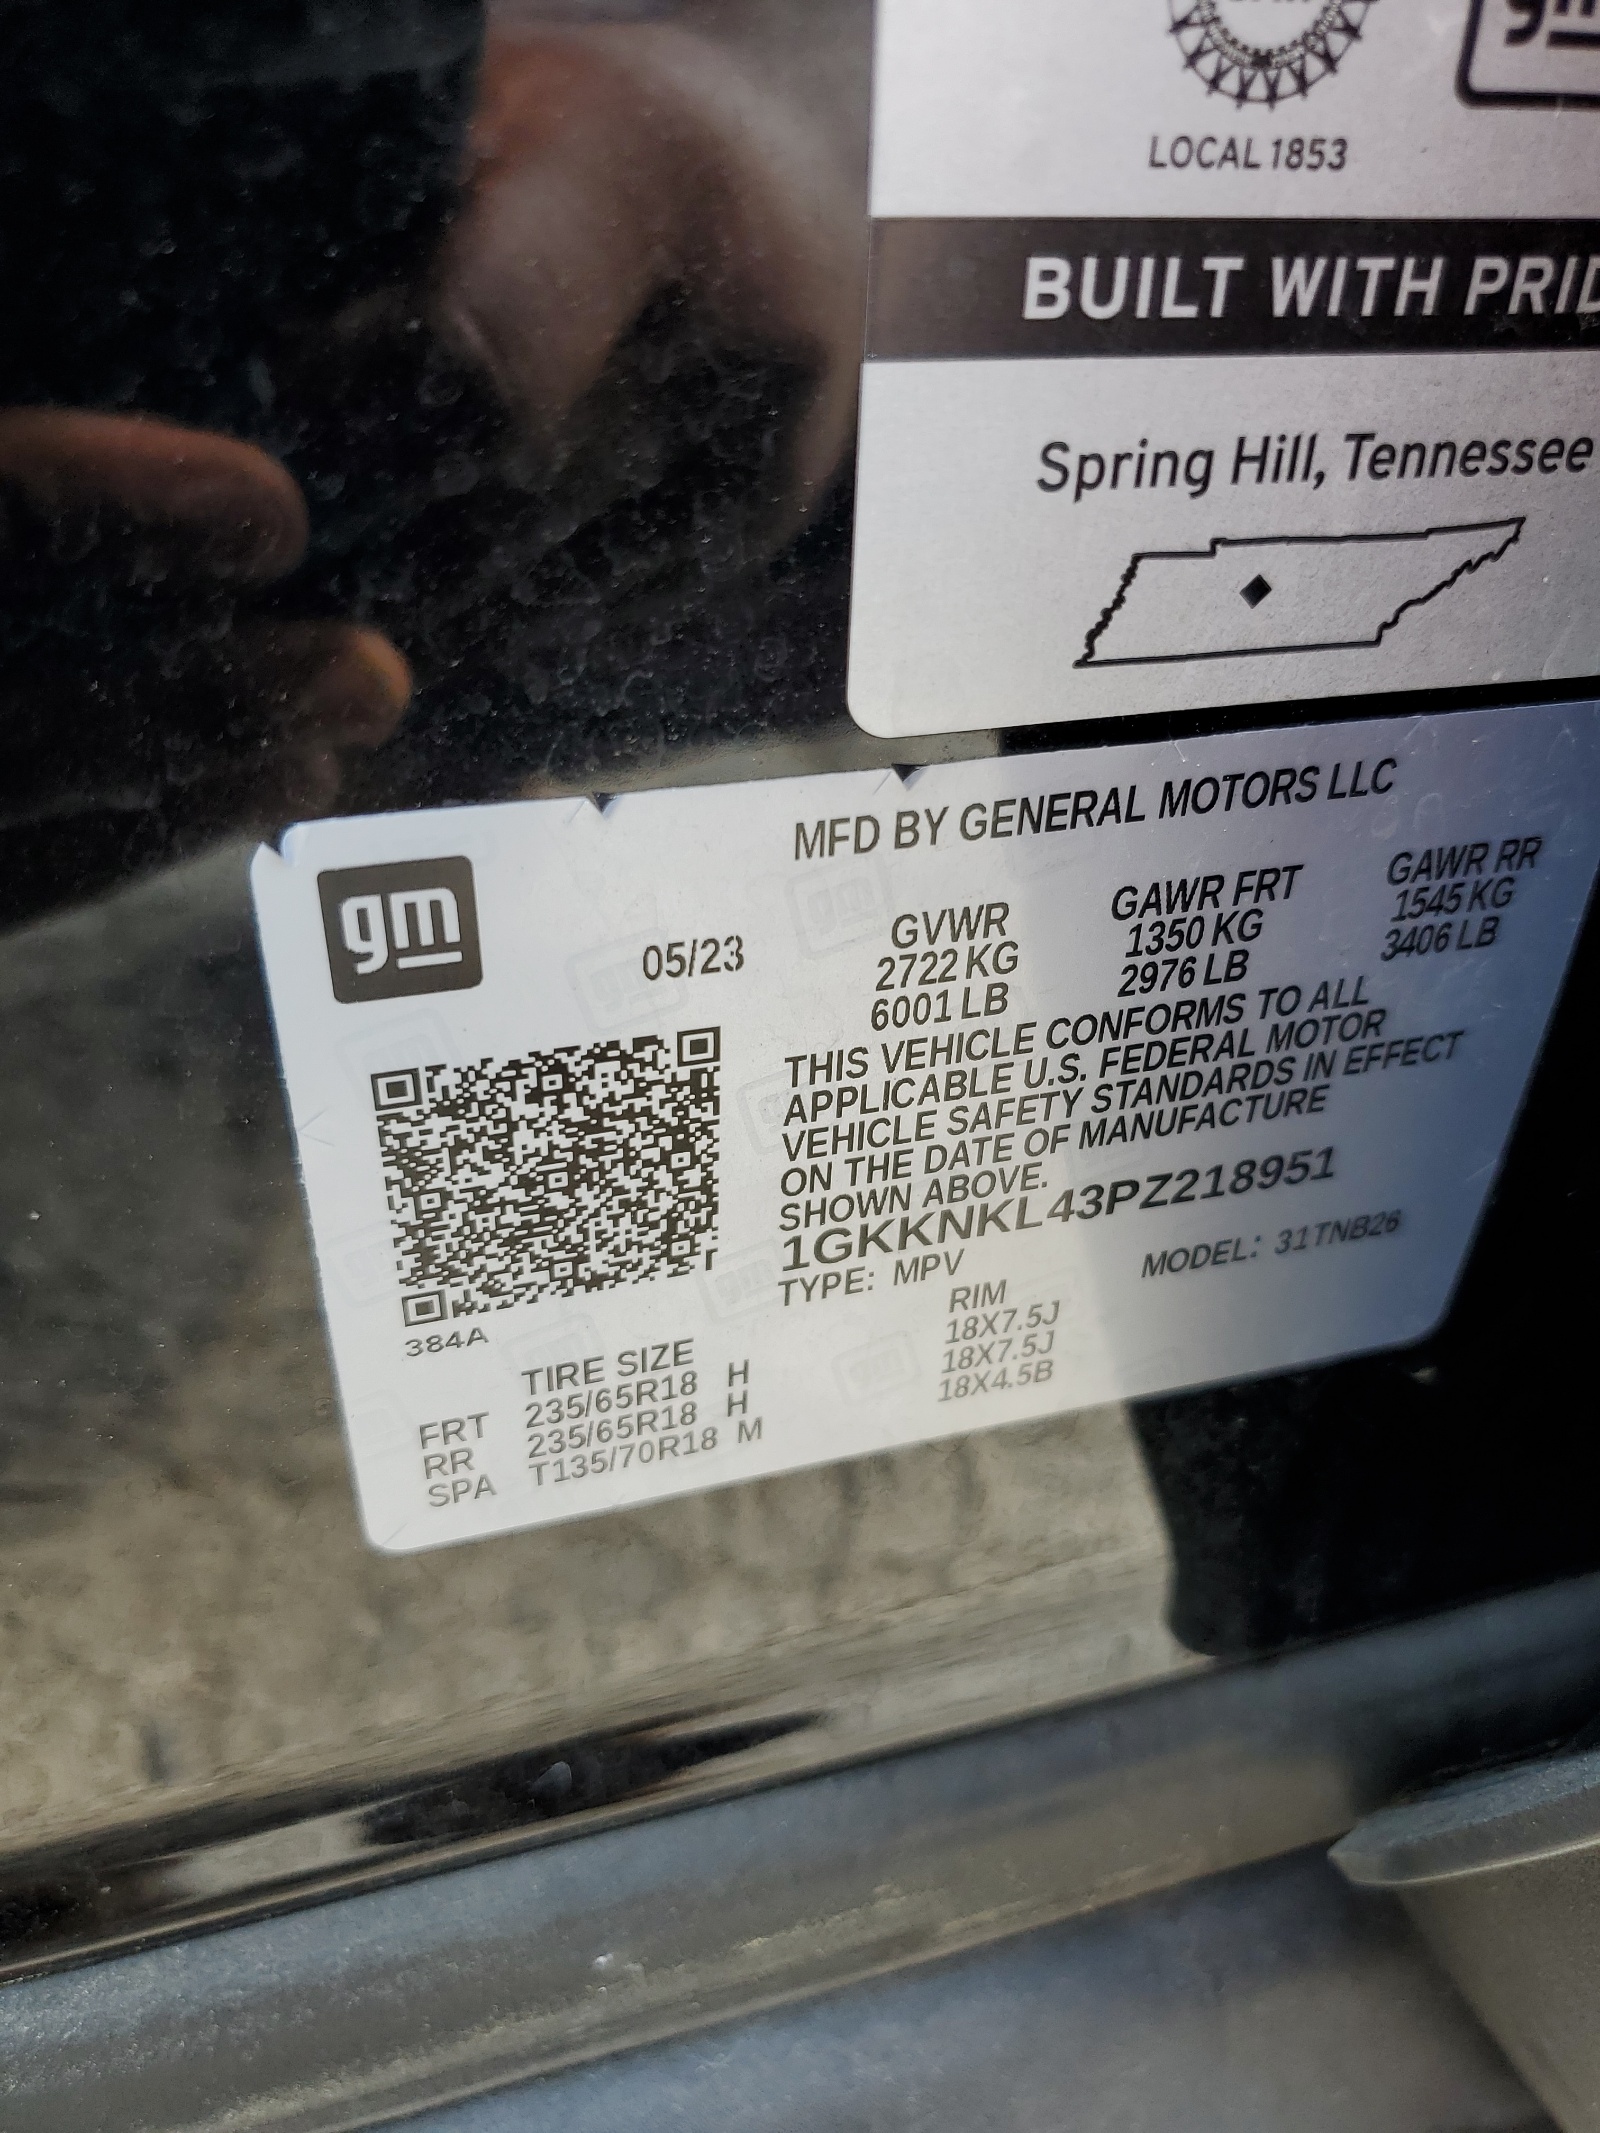 LOCAL 1853
gm
BUILT WITH PRID
Spring Hill, Tennessee
MFD BY GENERAL MOTORS LLC
gm
05/23
GVWR
2722 KG
6001 LB
GAWR FRT
1350 KG
2976 LB
GAWR RR
1545 KG
3406 LB
THIS VEHICLE CONFORMS TO ALL
APPLICABLE U.S. FEDERAL MOTOR
VEHICLE SAFETY STANDARDS IN EFFECT
ON THE DATE OF MANUFACTURE
SHOWN ABOVE.
1GKKNKL43PZ218951
TYPE: MPV
MODEL: 31TNB26
384A
TIRE SIZE RIM
FRT 235/65R18 H 18X7.5J
RR 235/65R18 H 18X7.5J
SPA T135/70R18 M 18X4.5B